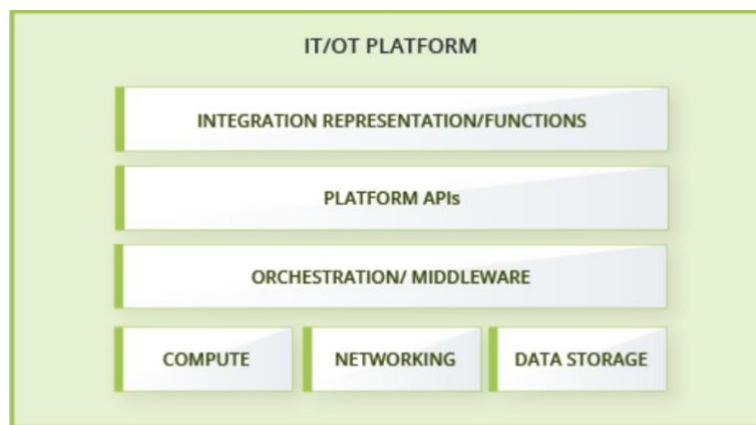 IT/OT PLATFORM
INTEGRATION REPRESENTATION/FUNCTIONS
PLATFORM APIs
ORCHESTRATION/ MIDDLEWARE
COMPUTE
NETWORKING
DATA STORAGE